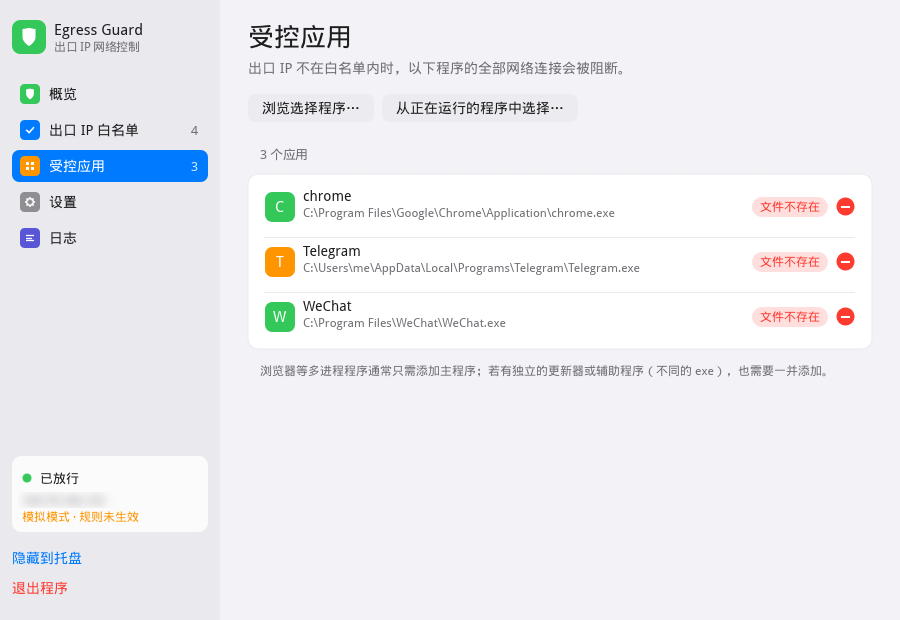 Egress Guard
出口 IP 网络控制
概览
出口 IP 白名单 4
受控应用 3
设置
日志
已放行
模拟模式 · 规则未生效
隐藏到托盘
退出程序
受控应用
出口 IP 不在白名单内时，以下程序的全部网络连接会被阻断。
浏览选择程序… 从正在运行的程序中选择…
3 个应用
C chrome
C:\Program Files\Google\Chrome\Application\chrome.exe
文件不存在
T Telegram
C:\Users\me\AppData\Local\Programs\Telegram\Telegram.exe
文件不存在
W WeChat
C:\Program Files\WeChat\WeChat.exe
文件不存在
浏览器等多进程程序通常只需添加主程序；若有独立的更新器或辅助程序（不同的 exe），也需要一并添加。